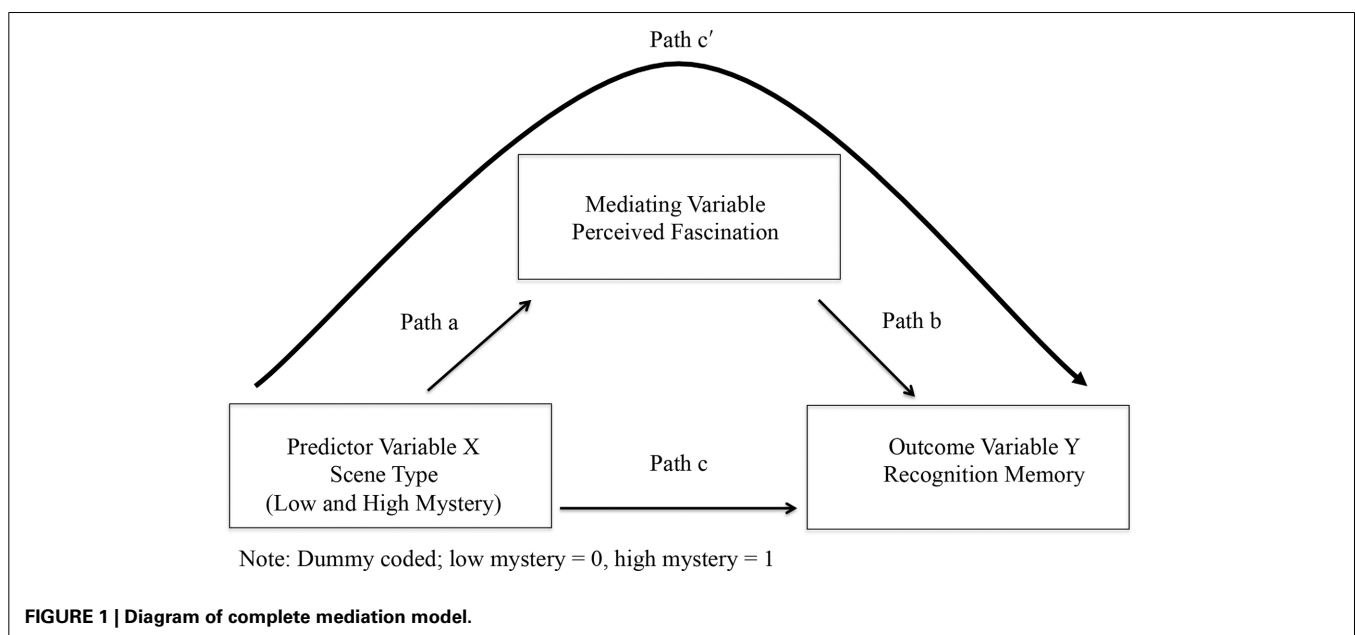 Path c′
Mediating Variable
Perceived Fascination
Path a
Path b
Predictor Variable X
Scene Type
(Low and High Mystery)
Path c
Outcome Variable Y
Recognition Memory
Note: Dummy coded; low mystery = 0, high mystery = 1
FIGURE 1 | Diagram of complete mediation model.